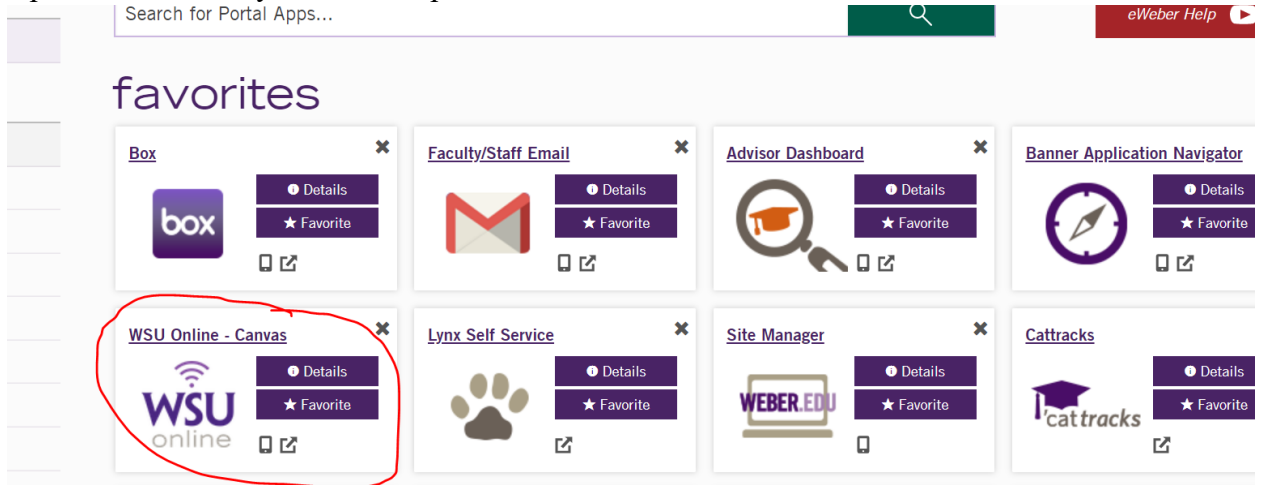 Search for Portal Apps...
eWeber Help
favorites
Box
Details
Favorite
box
Faculty/Staff Email
Details
Favorite
Advisor Dashboard
Details
Favorite
Banner Application Navigator
Details
Favorite
WSU Online - Canvas
Details
Favorite
WSU
online
Lynx Self Service
Details
Favorite
Site Manager
Details
Favorite
WEBER.EDU
Cattracks
Details
Favorite
'cattracks